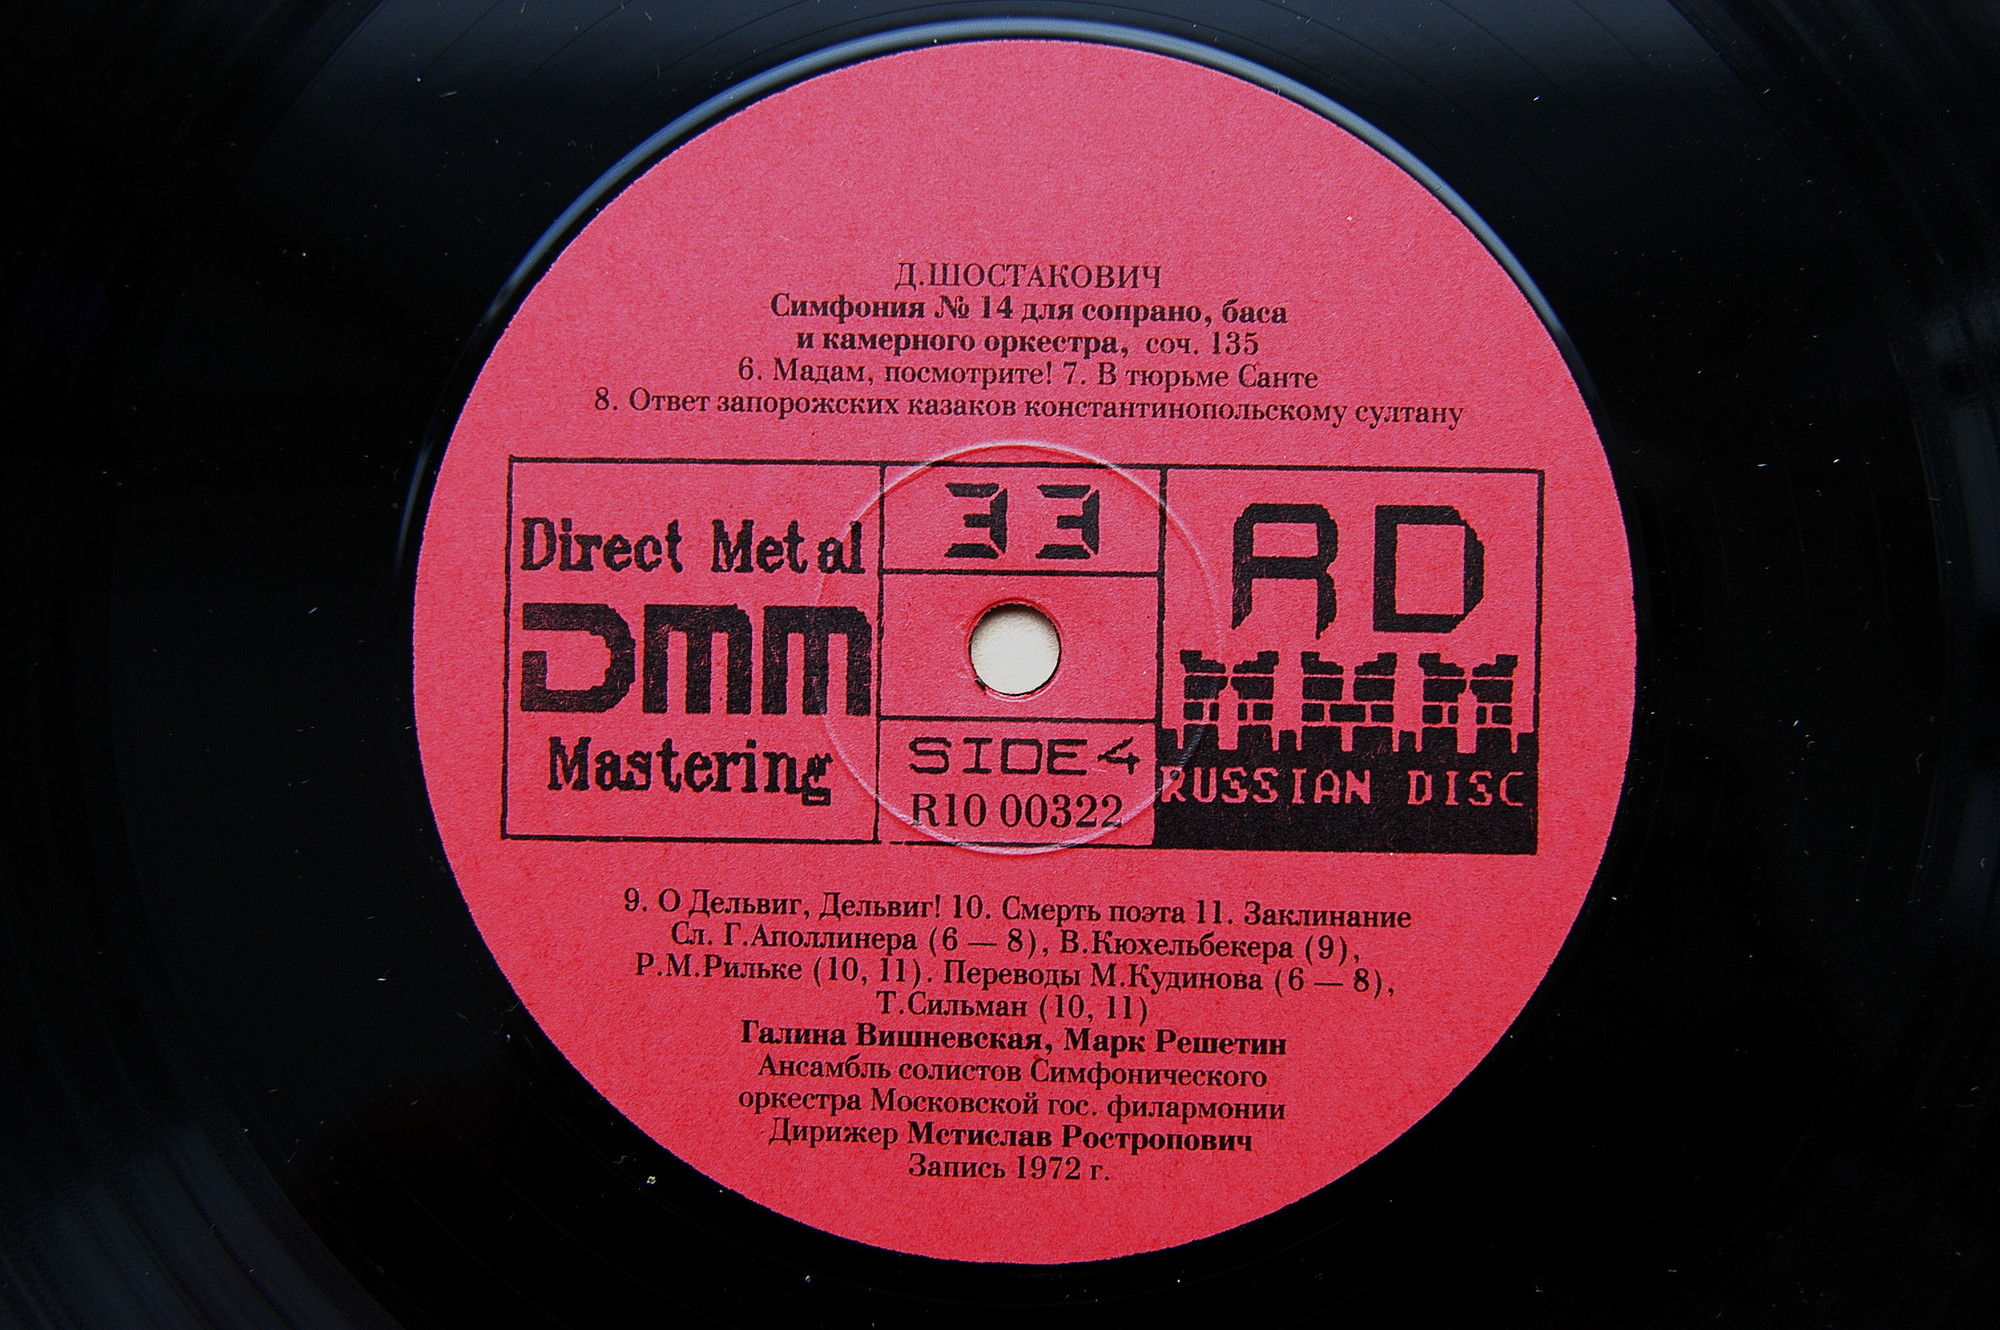 Д.ШОСТАКОВИЧ
Симфония № 14 для сопрано, баса
и камерного оркестра, соч. 135
6. Мадам, посмотрите! 7. В тюрьме Санте
8. Ответ запорожских казаков константинопольскому султану
Direct Metal
DMM
Mastering
33
SIDE 4
R10 00322
RD
RUSSIAN DISC
9. О Дельвиг, Дельвиг! 10. Смерть поэта 11. Заклинание
Сл. Г.Аполлинера (6 — 8), В.Кюхельбекера (9),
Р.М.Рильке (10, 11). Переводы М.Кудинова (6 — 8),
Т.Сильман (10, 11)
Галина Вишневская, Марк Решетин
Ансамбль солистов Симфонического
оркестра Московской гос. филармонии
Дирижер Мстислав Ростропович
Запись 1972 г.